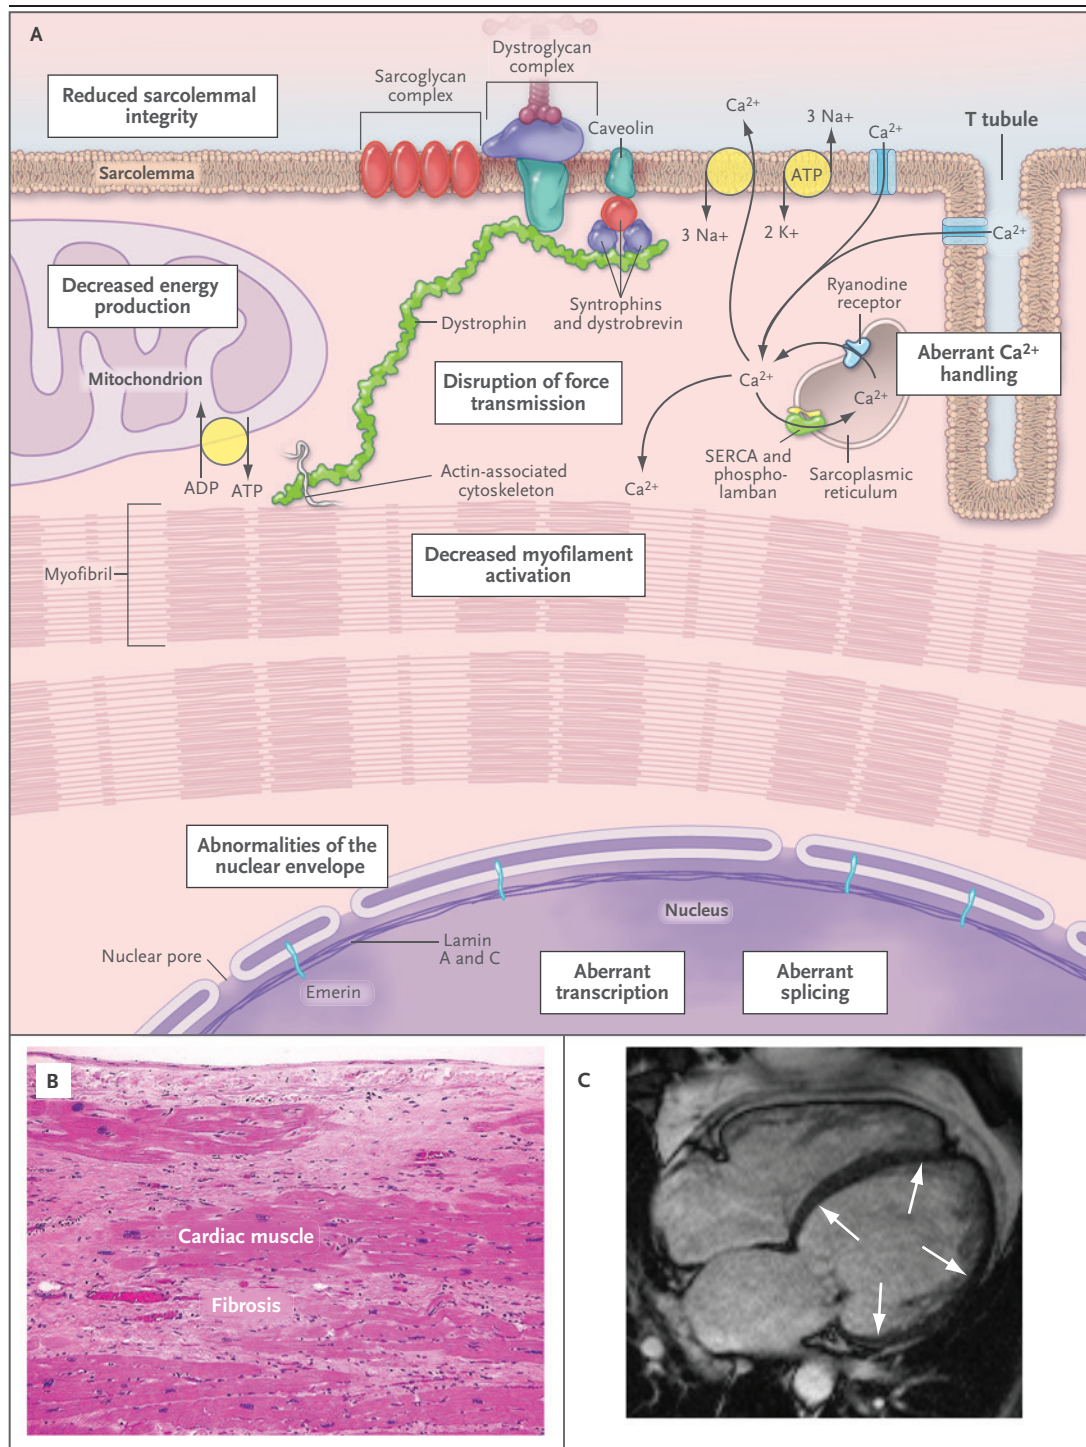 A
Reduced sarcolemmal
integrity
Sarcoglycan
complex
Dystroglycan
complex
Caveolin
Ca2+
3 Na+
Ca2+
T tubule
Sarcolemma
ATP
3 Na+
2 K+
Ca2+
Decreased energy
production
Mitochondrion
ADP
ATP
Dystrophin
Syntrophins
and dystrobrevin
Disruption of force
transmission
Ryanodine
receptor
Aberrant Ca2+
handling
Ca2+
Ca2+
Ca2+
SERCA and
phospho-
lamban
Sarcoplasmic
reticulum
Actin-associated
cytoskeleton
Myofibril
Decreased myofilament
activation
Abnormalities of the
nuclear envelope
Nucleus
Nuclear pore
Lamin
A and C
Emerin
Aberrant
transcription
Aberrant
splicing
B
Cardiac muscle
Fibrosis
C